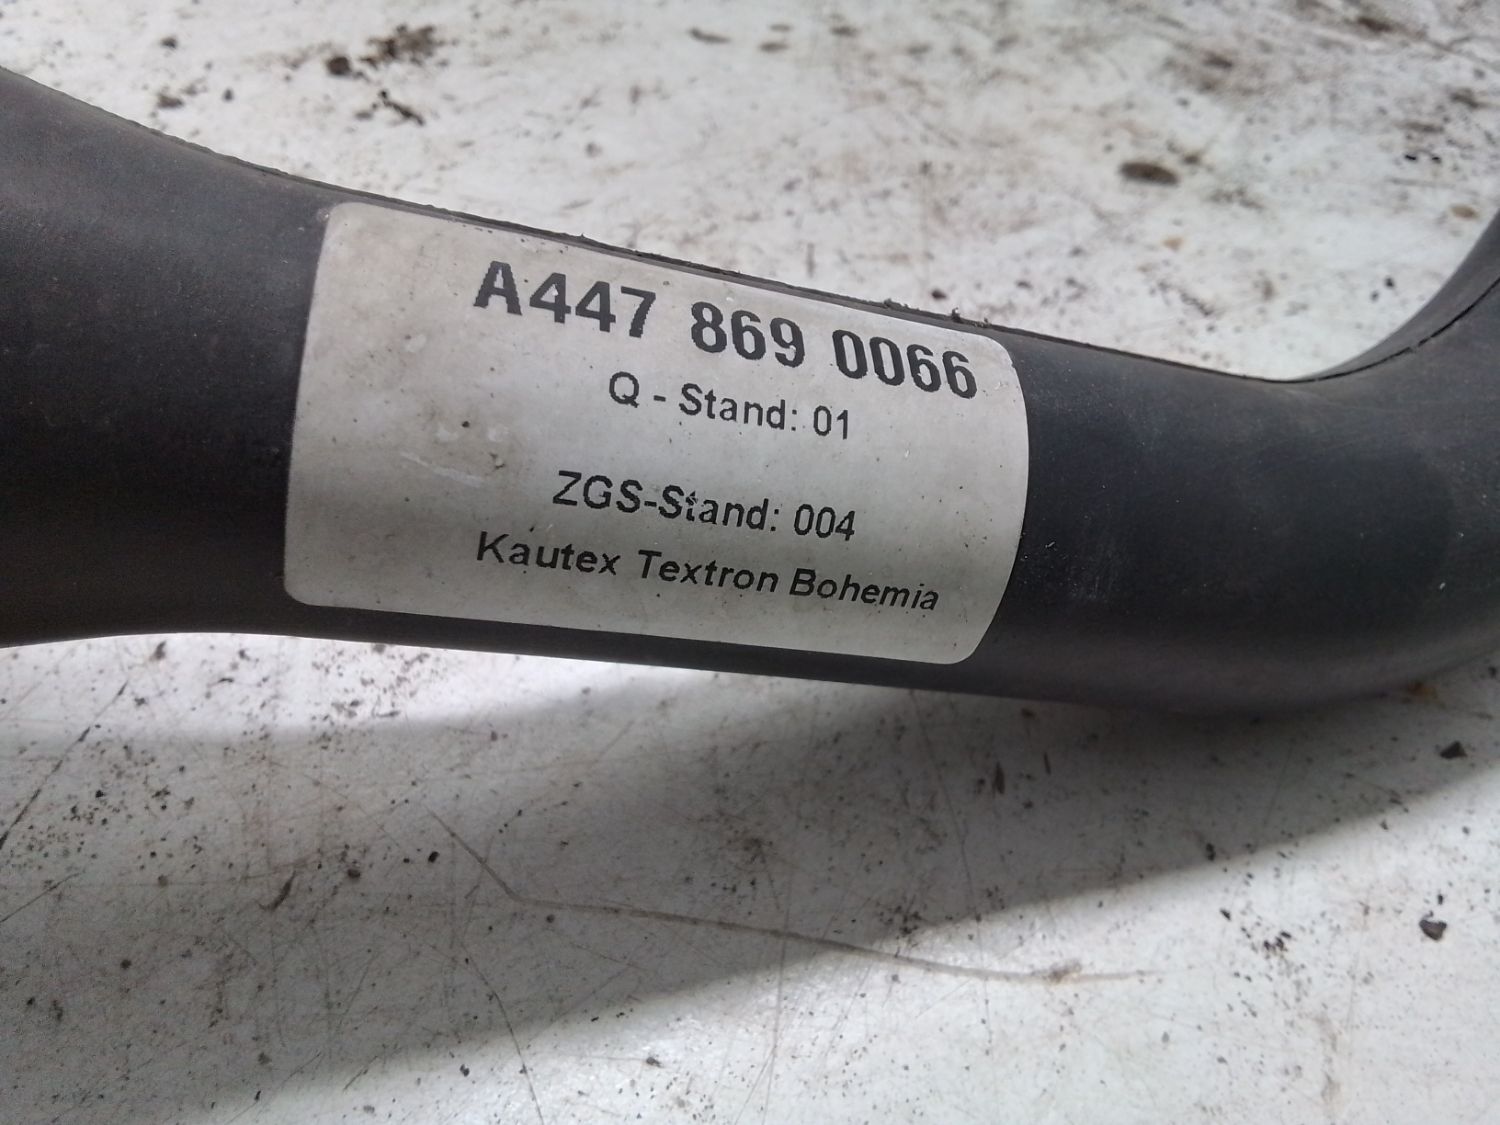 A447 869 0066
Q - Stand: 01
ZGS-Stand: 004
Kautex Textron Bohemia